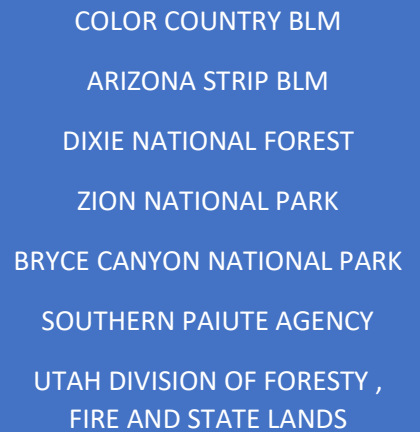 COLOR COUNTRY BLM
ARIZONA STRIP BLM
DIXIE NATIONAL FOREST
ZION NATIONAL PARK
BRYCE CANYON NATIONAL PARK
SOUTHERN PAIUTE AGENCY
UTAH DIVISION OF FORESTY ,
FIRE AND STATE LANDS